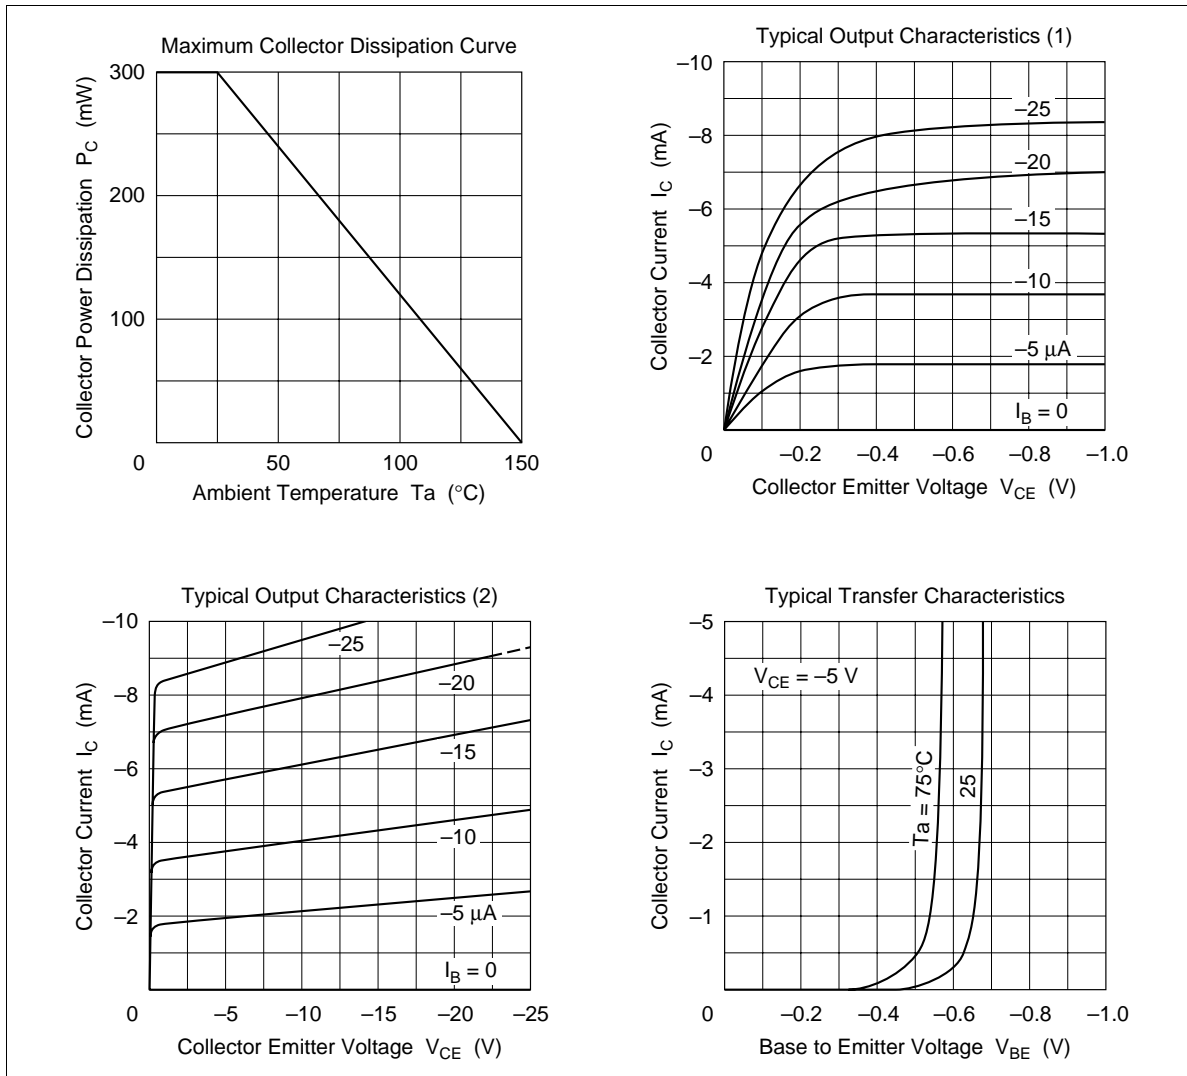 Maximum Collector Dissipation Curve
300
200
100
0
50
100
150
Collector Power Dissipation P_C (mW)
Ambient Temperature Ta (°C)
Typical Output Characteristics (1)
–10
–8
–6
–4
–2
0
–0.2
–0.4
–0.6
–0.8
–1.0
–25
–20
–15
–10
–5 µA
I_B = 0
Collector Current I_C (mA)
Collector Emitter Voltage V_CE (V)
Typical Output Characteristics (2)
–10
–8
–6
–4
–2
0
–5
–10
–15
–20
–25
–25
–20
–15
–10
–5 µA
I_B = 0
Collector Current I_C (mA)
Collector Emitter Voltage V_CE (V)
Typical Transfer Characteristics
–5
–4
–3
–2
–1
0
–0.2
–0.4
–0.6
–0.8
–1.0
V_CE = –5 V
Ta = 75°C
25
Collector Current I_C (mA)
Base to Emitter Voltage V_BE (V)